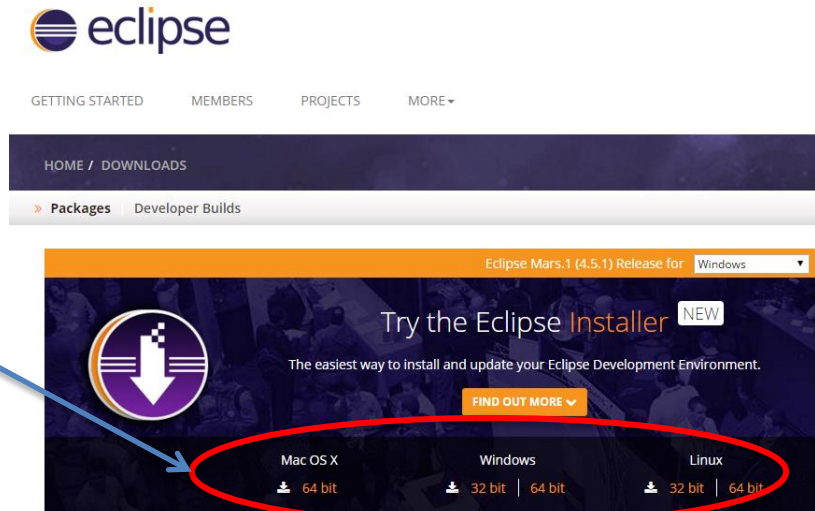 eclipse
GETTING STARTED MEMBERS PROJECTS MORE
HOME / DOWNLOADS
» Packages Developer Builds
Eclipse Mars.1 (4.5.1) Release for Windows
Try the Eclipse Installer NEW
The easiest way to install and update your Eclipse Development Environment.
FIND OUT MORE
Mac OS X Windows Linux
64 bit 32 bit | 64 bit 32 bit | 64 bit